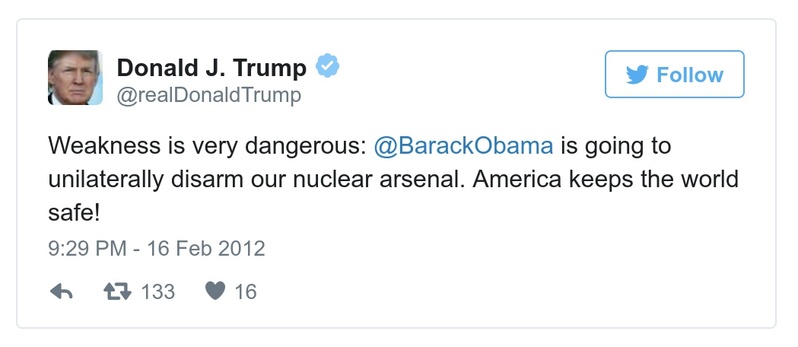 Donald J. Trump
@realDonaldTrump
Follow
Weakness is very dangerous: @BarackObama is going to
unilaterally disarm our nuclear arsenal. America keeps the world
safe!
9:29 PM - 16 Feb 2012
133 16